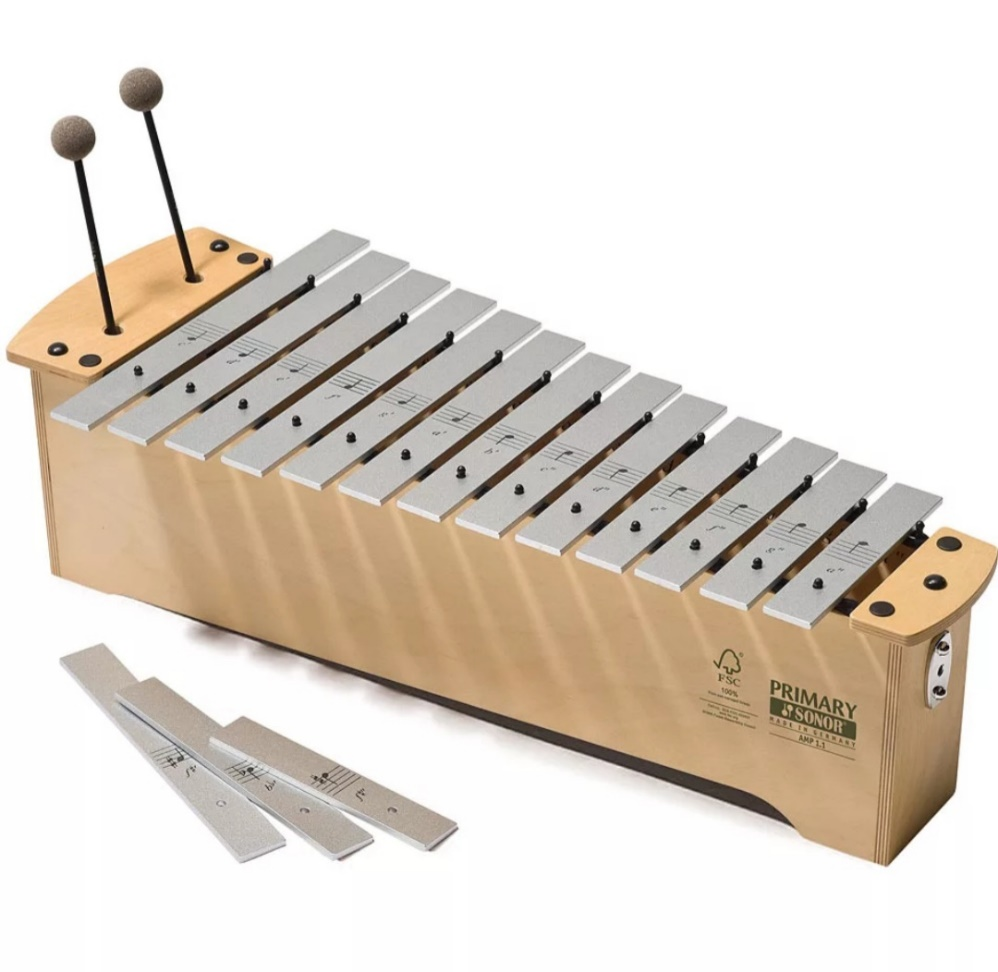 c'
d'
e'
f'
g'
a'
h'
c''
d''
e''
f''
g''
a''
FSC
100%
PRIMARY
SONOR®
MADE IN GERMANY
AMP 1.1